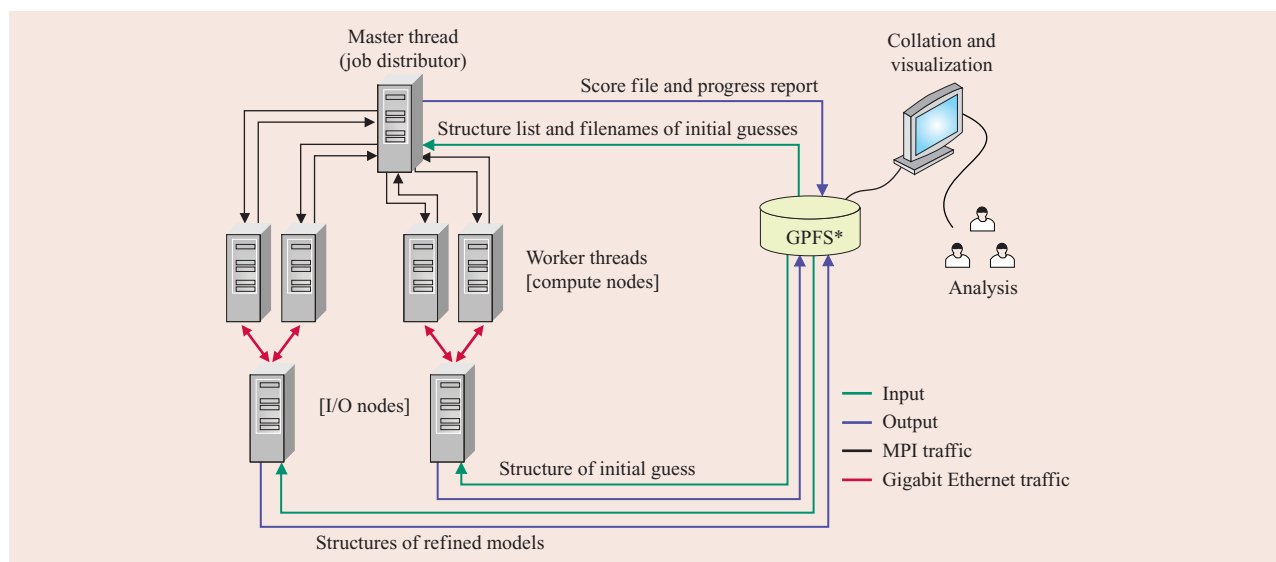 Master thread
(job distributor)
Collation and
visualization
Score file and progress report
Structure list and filenames of initial guesses
GPFS*
Worker threads
[compute nodes]
Analysis
[I/O nodes]
Input
Output
MPI traffic
Gigabit Ethernet traffic
Structure of initial guess
Structures of refined models